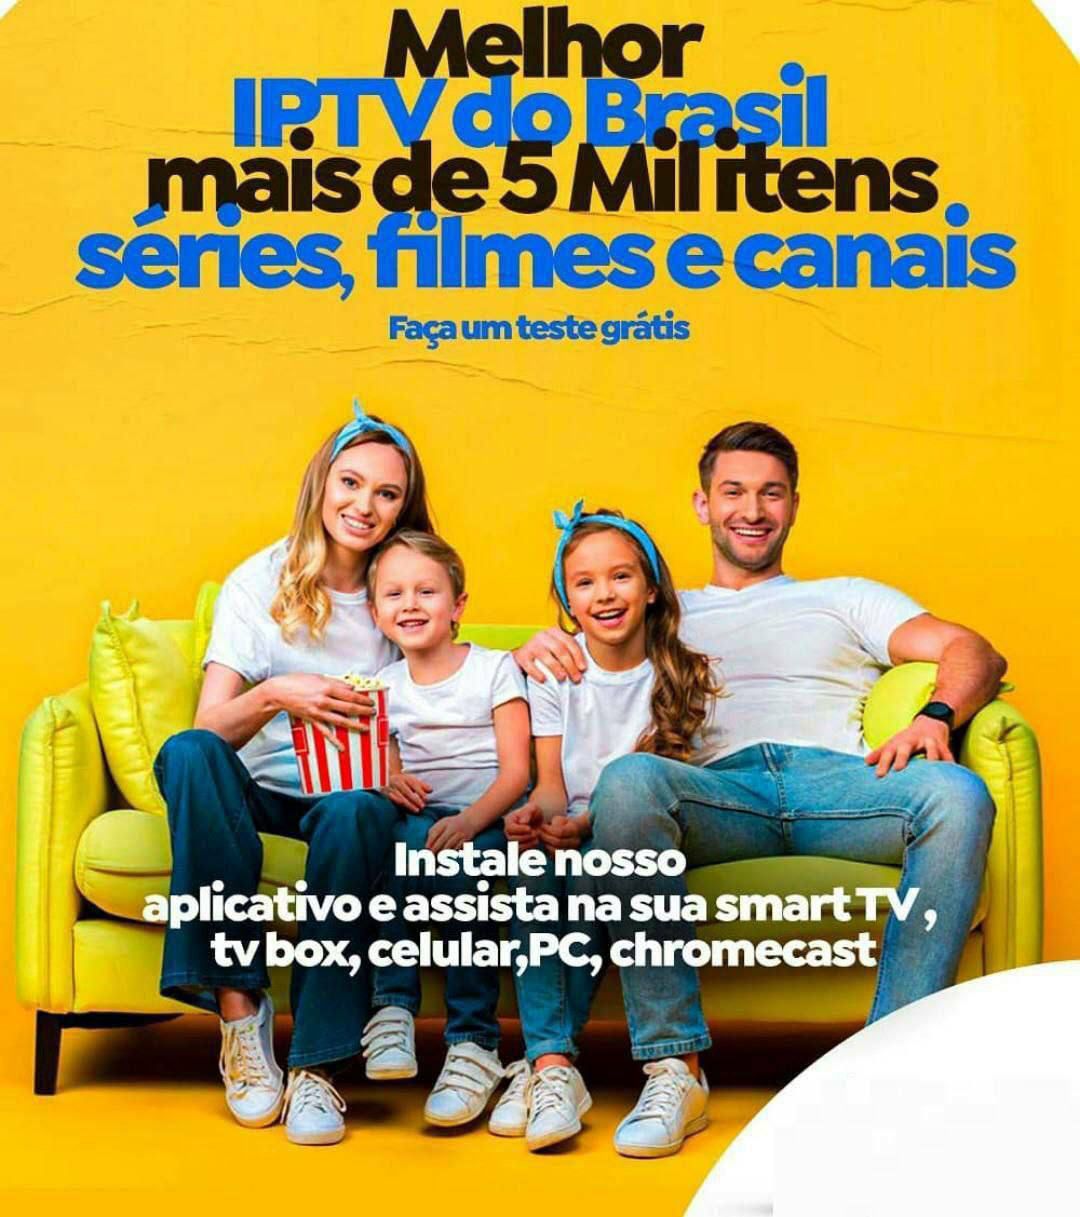 Melhor
IPTV do Brasil
mais de 5 Mil itens
séries, filmes e canais
Faça um teste grátis
Instale nosso
aplicativo e assista na sua smart TV ,
tv box, celular,PC, chromecast